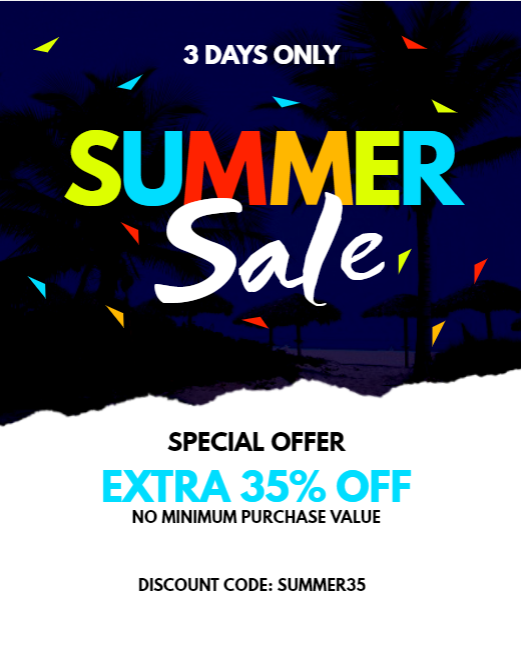 3 DAYS ONLY
SUMMER
Sale
SPECIAL OFFER
EXTRA 35% OFF
NO MINIMUM PURCHASE VALUE
DISCOUNT CODE: SUMMER35